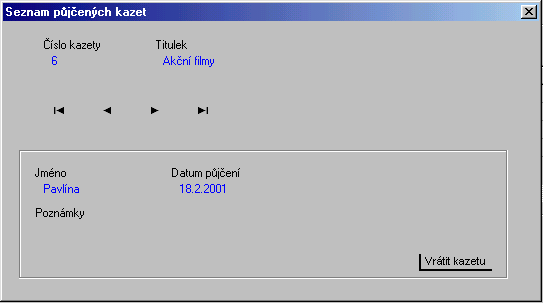 Seznam půjčených kazet
Číslo kazety Titulek
6 Akční filmy
Jméno Datum půjčení
Pavlína 18.2.2001
Poznámky
Vrátit kazetu